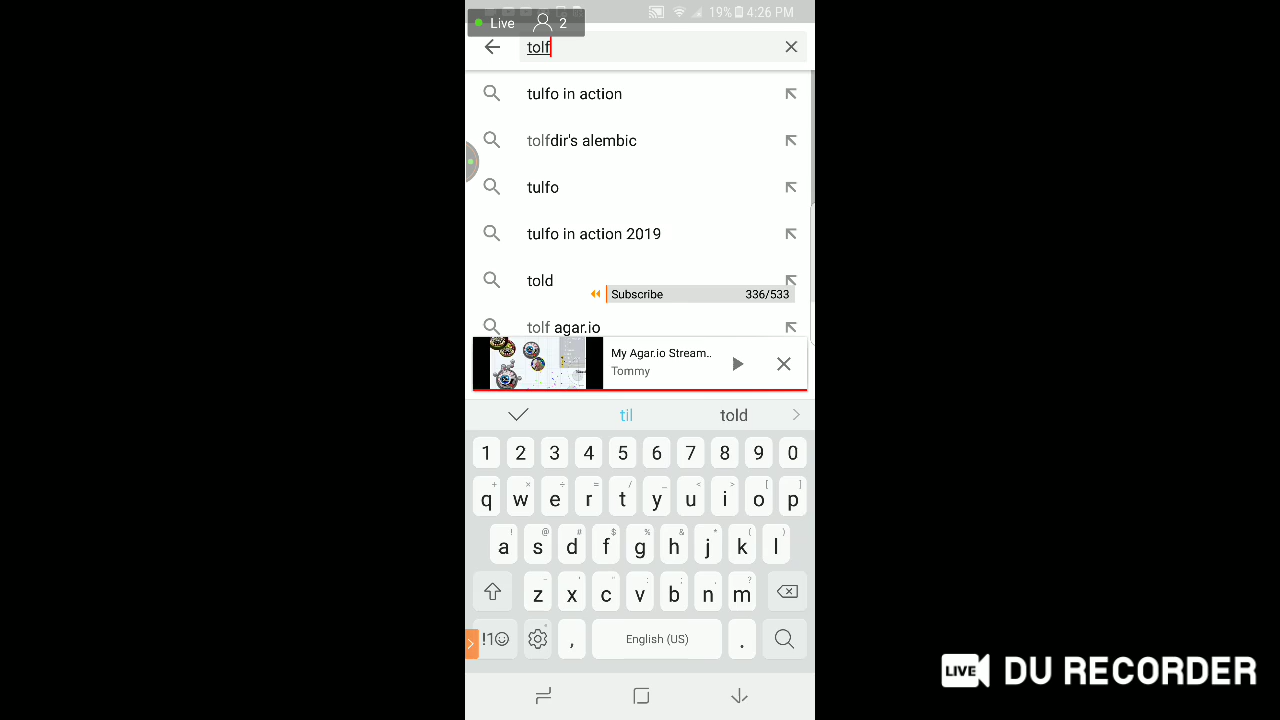 Live 2
19% 4:26 PM
tolf
tulfo in action
tolfdir's alembic
tulfo
tulfo in action 2019
told
Subscribe 336/533
tolf agar.io
My Agar.io Stream..
Tommy
til told
1 2 3 4 5 6 7 8 9 0
q w e r t y u i o p
a s d f g h j k l
z x c v b n m
!1☺ , English (US) .
LIVE DU RECORDER